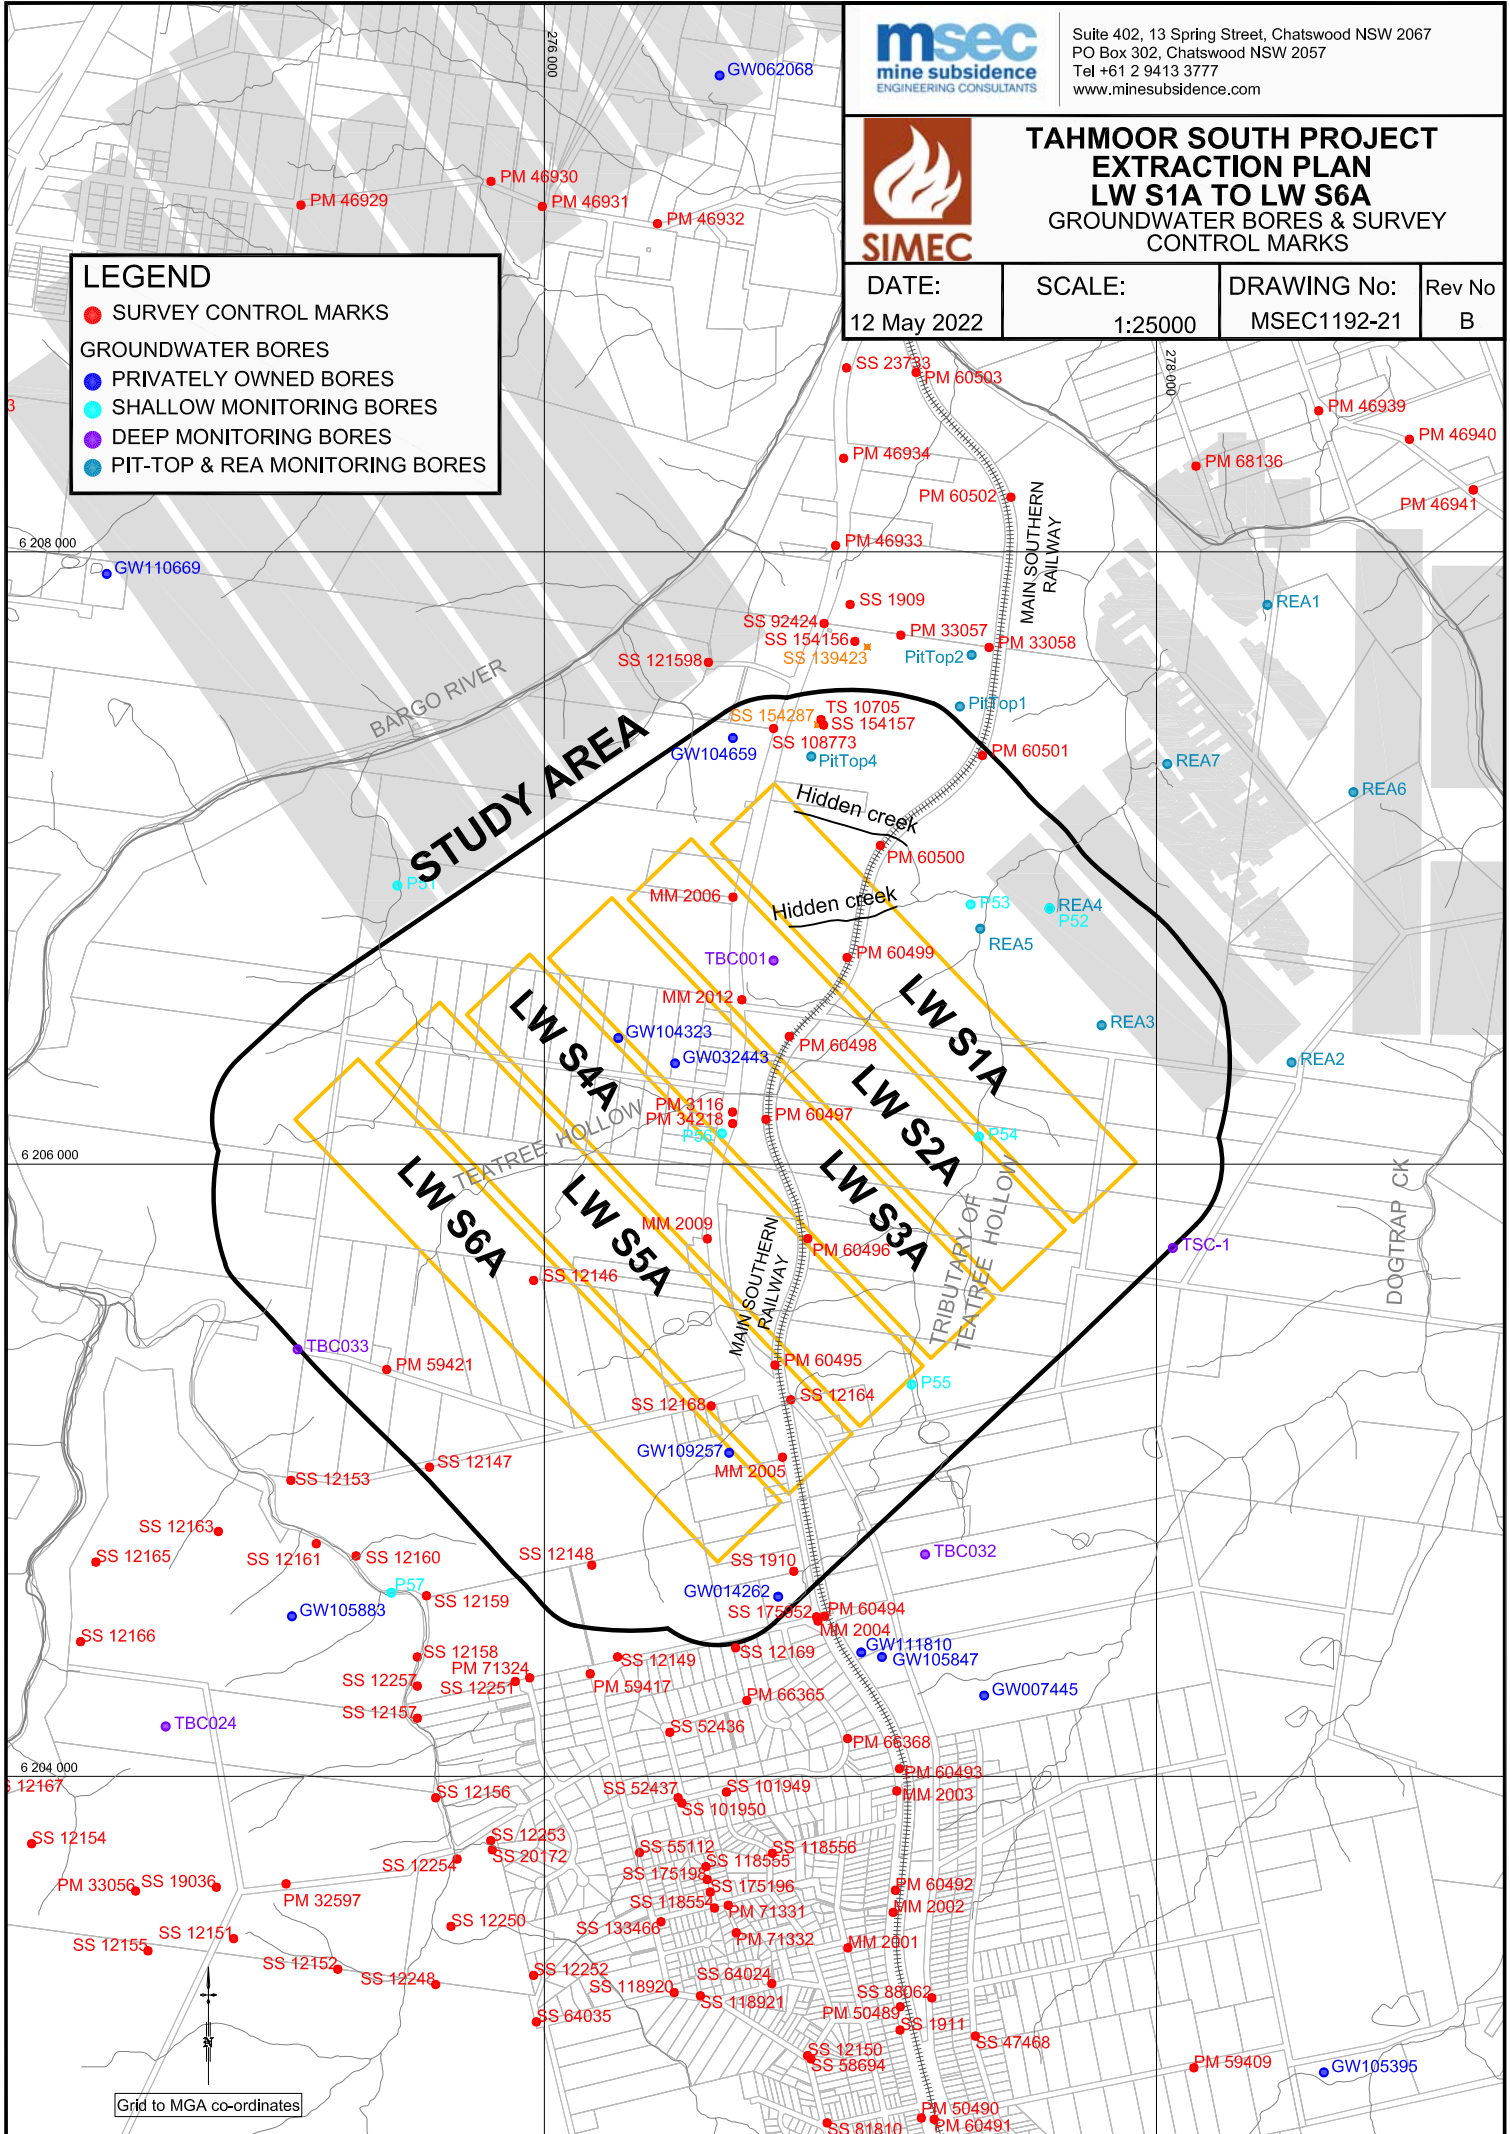 msec
mine subsidence
ENGINEERING CONSULTANTS
Suite 402, 13 Spring Street, Chatswood NSW 2067
PO Box 302, Chatswood NSW 2057
Tel +61 2 9413 3777
www.minesubsidence.com
SIMEC
TAHMOOR SOUTH PROJECT
EXTRACTION PLAN
LW S1A TO LW S6A
GROUNDWATER BORES & SURVEY
CONTROL MARKS
DATE:
12 May 2022
SCALE:
1:25000
DRAWING No:
MSEC1192-21
Rev No
B
LEGEND
SURVEY CONTROL MARKS
GROUNDWATER BORES
PRIVATELY OWNED BORES
SHALLOW MONITORING BORES
DEEP MONITORING BORES
PIT-TOP & REA MONITORING BORES
276 000
278 000
GW062068
PM 46930
PM 46929
PM 46931
PM 46932
3
SS 23733
PM 60503
PM 46939
PM 46940
PM 46934
PM 68136
PM 60502
PM 46941
MAIN SOUTHERN
RAILWAY
6 208 000
PM 46933
GW110669
SS 1909
REA1
SS 92424
PM 33057
SS 154156
PM 33058
SS 139423
PitTop2
SS 121598
BARGO RIVER
PitTop1
TS 10705
SS 154287
SS 154157
SS 108773
GW104659
PitTop4
PM 60501
REA7
REA6
STUDY AREA
Hidden creek
PM 60500
P51
MM 2006
Hidden creek
P53
REA4
P52
REA5
TBC001
PM 60499
LW S1A
MM 2012
LW S4A
GW104323
PM 60498
REA3
GW032443
REA2
LW S2A
PM 3116
PM 34218
PM 60497
P56
P54
TEATREE HOLLOW
6 206 000
LW S3A
LW S6A
LW S5A
TRIBUTARY OF
TEATREE HOLLOW
DOGTRAP CK
MM 2009
PM 60496
TSC-1
MAIN SOUTHERN
RAILWAY
SS 12146
TBC033
PM 59421
PM 60495
P55
SS 12164
SS 12168
GW109257
MM 2005
SS 12147
SS 12153
SS 12163
SS 12161
SS 12160
SS 12165
SS 12148
SS 1910
TBC032
P57
SS 12159
GW014262
GW105883
SS 175952
PM 60494
MM 2004
SS 12166
SS 12158
SS 12149
SS 12169
GW111810
GW105847
PM 71324
SS 12257
SS 12251
PM 59417
GW007445
PM 66365
SS 12157
TBC024
SS 52436
PM 66368
6 204 000
PM 60493
S 12167
SS 12156
SS 52437
SS 101949
MM 2003
SS 101950
SS 12154
SS 12253
SS 20172
SS 55112
SS 118556
SS 12254
SS 118555
SS 175198
PM 33056
SS 19036
PM 32597
SS 175196
PM 60492
SS 118554
PM 71331
MM 2002
SS 12250
SS 133466
SS 12151
PM 71332
SS 12155
MM 2001
SS 12152
SS 12248
SS 12252
SS 64024
SS 118920
SS 118921
SS 88062
PM 50489
SS 64035
SS 1911
SS 47468
SS 12150
SS 58694
PM 59409
GW105395
N
Grid to MGA co-ordinates
PM 50490
PM 60491
SS 81810